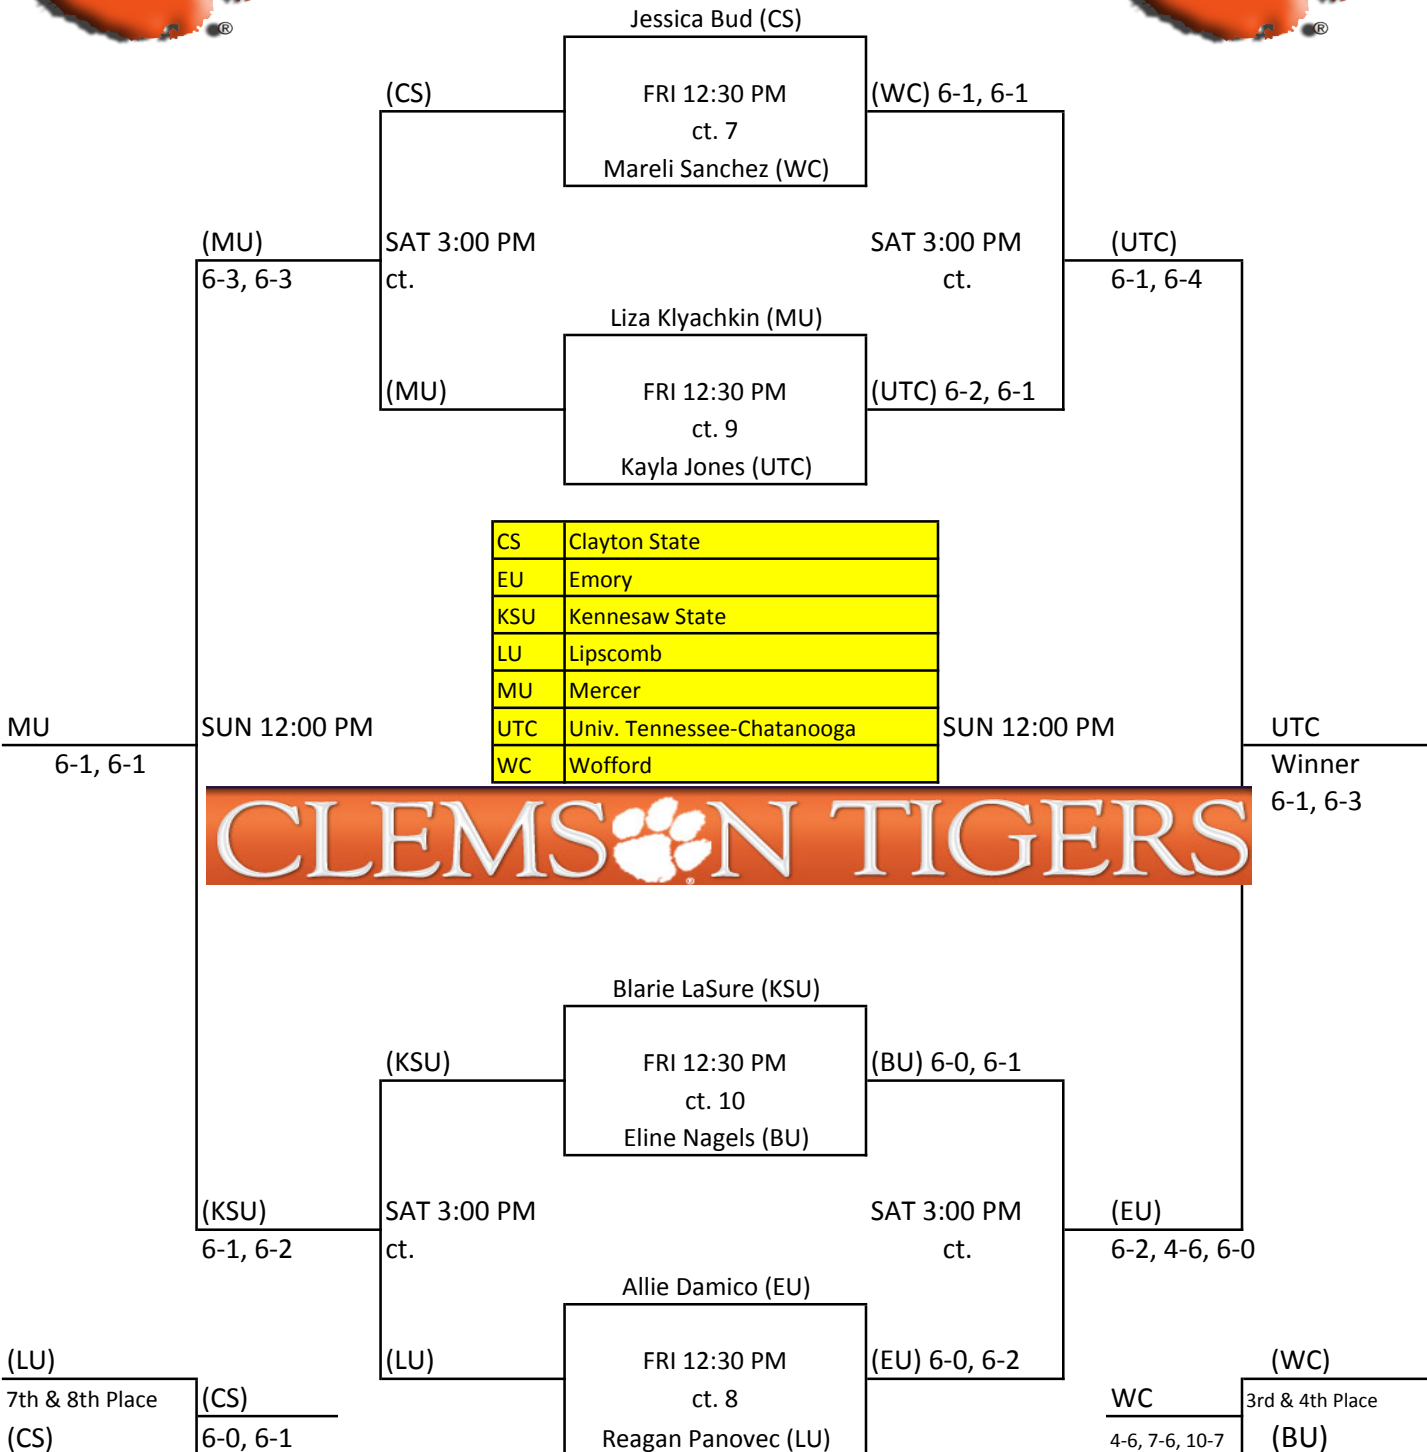 ®
®
Jessica Bud (CS)
(CS)
FRI 12:30 PM
(WC) 6-1, 6-1
ct. 7
Mareli Sanchez (WC)
(MU)
SAT 3:00 PM
SAT 3:00 PM
(UTC)
6-3, 6-3
ct.
ct.
6-1, 6-4
Liza Klyachkin (MU)
(MU)
FRI 12:30 PM
(UTC) 6-2, 6-1
ct. 9
Kayla Jones (UTC)
CS Clayton State
EU Emory
KSU Kennesaw State
LU Lipscomb
MU Mercer
UTC Univ. Tennessee-Chatanooga
WC Wofford
MU
SUN 12:00 PM
SUN 12:00 PM
UTC
6-1, 6-1
Winner
6-1, 6-3
CLEMSON TIGERS
®
Blarie LaSure (KSU)
(KSU)
FRI 12:30 PM
(BU) 6-0, 6-1
ct. 10
Eline Nagels (BU)
(KSU)
SAT 3:00 PM
SAT 3:00 PM
(EU)
6-1, 6-2
ct.
ct.
6-2, 4-6, 6-0
Allie Damico (EU)
(LU)
(LU)
FRI 12:30 PM
(EU) 6-0, 6-2
(WC)
7th & 8th Place
(CS)
ct. 8
WC
3rd & 4th Place
(CS)
6-0, 6-1
Reagan Panovec (LU)
4-6, 7-6, 10-7
(BU)